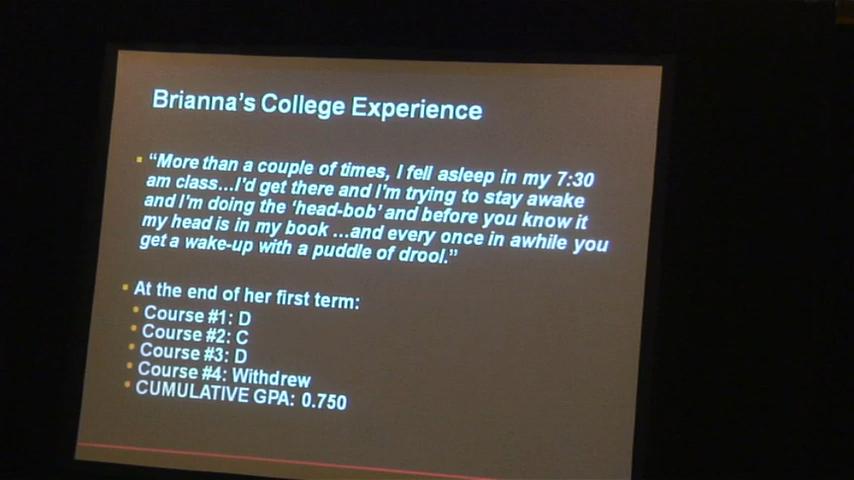 Brianna's College Experience
"More than a couple of times, I fell asleep in my 7:30
am class...I'd get there and I'm trying to stay awake
and I'm doing the 'head-bob' and before you know it
my head is in my book ...and every once in awhile you
get a wake-up with a puddle of drool."
At the end of her first term:
Course #1: D
Course #2: C
Course #3: D
Course #4: Withdrew
CUMULATIVE GPA: 0.750